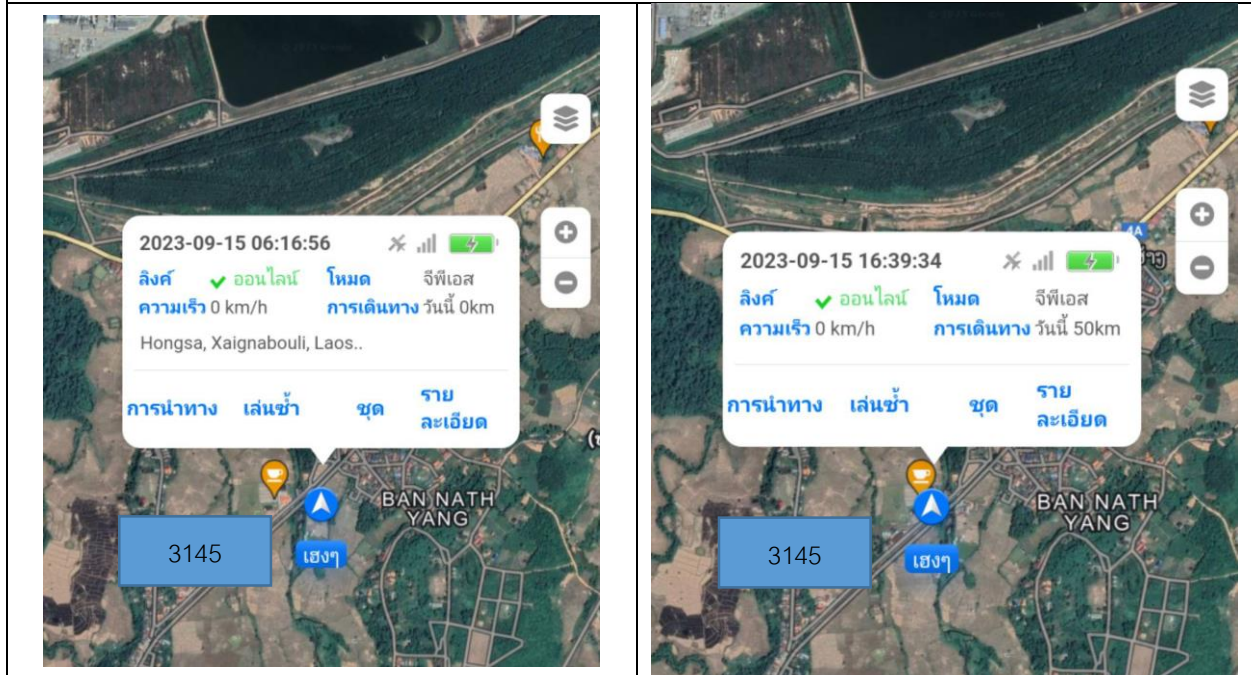 2023-09-15 06:16:56
ลิงค์ ออนไลน์ โหมด จีพีเอส
ความเร็ว 0 km/h การเดินทาง วันนี้ 0km
Hongsa, Xaignabouli, Laos..
การนำทาง เล่นซ้ำ ชุด ราย
ละเอียด
BAN NATH
YANG
3145
เฮงๆ
4A
2023-09-15 16:39:34
ลิงค์ ออนไลน์ โหมด จีพีเอส
ความเร็ว 0 km/h การเดินทาง วันนี้ 50km
การนำทาง เล่นซ้ำ ชุด ราย
ละเอียด
BAN NATH
YANG
3145
เฮงๆ